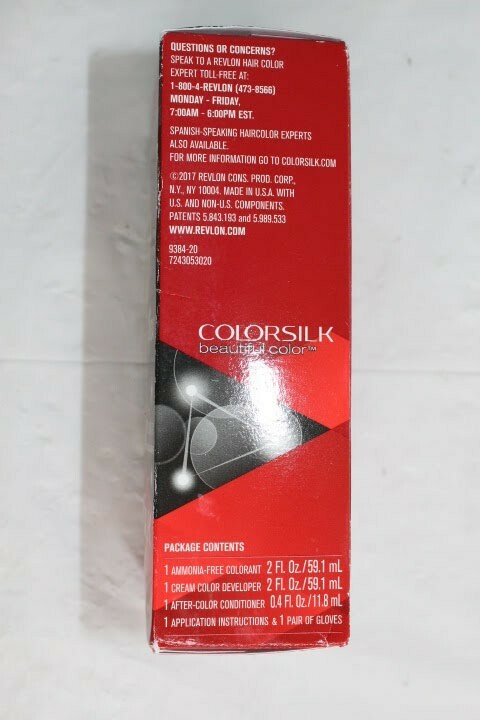 QUESTIONS OR CONCERNS?
SPEAK TO A REVLON HAIR COLOR
EXPERT TOLL-FREE AT:
1-800-4-REVLON (473-8566)
MONDAY - FRIDAY,
7:00AM - 6:00PM EST.
SPANISH-SPEAKING HAIRCOLOR EXPERTS
ALSO AVAILABLE.
FOR MORE INFORMATION GO TO COLORSILK.COM
©2017 REVLON CONS. PROD. CORP.,
N.Y., NY 10004. MADE IN U.S.A. WITH
U.S. AND NON-U.S. COMPONENTS.
PATENTS 5.843.193 and 5.989.533
WWW.REVLON.COM
9384-20
7243053020
COLORSILK
beautiful color™
PACKAGE CONTENTS
1 AMMONIA-FREE COLORANT 2 Fl. Oz./59.1 mL
1 CREAM COLOR DEVELOPER 2 Fl. Oz./59.1 mL
1 AFTER-COLOR CONDITIONER 0.4 Fl. Oz./11.8 mL
1 APPLICATION INSTRUCTIONS & 1 PAIR OF GLOVES